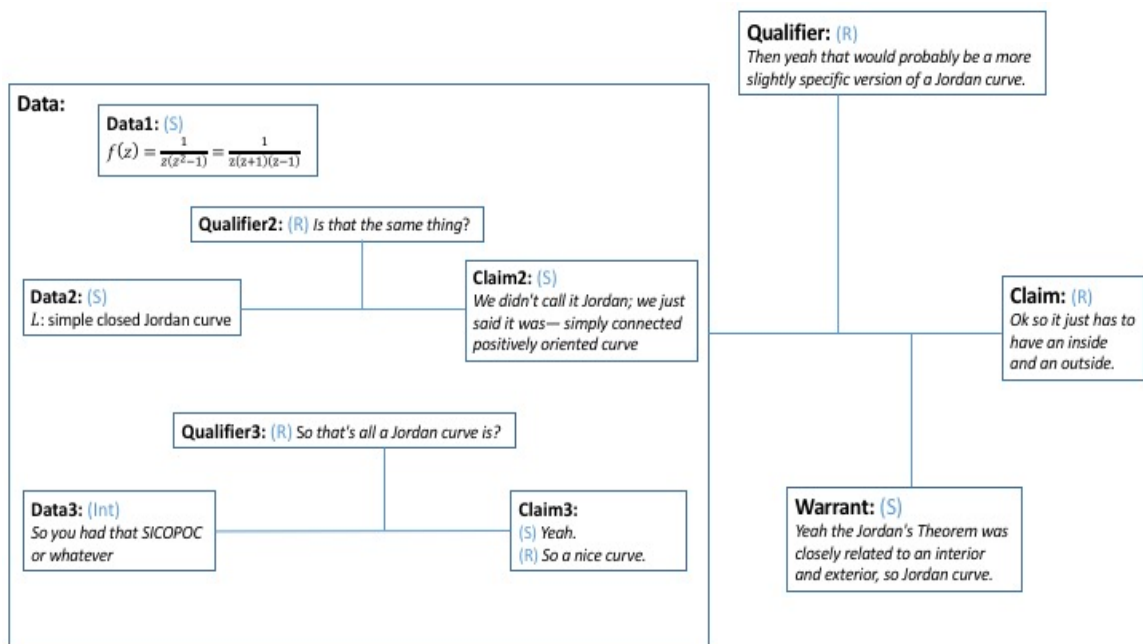 Qualifier: (R)
Then yeah that would probably be a more
slightly specific version of a Jordan curve.
Data:
Data1: (S)
f(z) = 1/z(z²−1) = 1/z(z+1)(z−1)
Qualifier2: (R) Is that the same thing?
Data2: (S)
L: simple closed Jordan curve
Claim2: (S)
We didn't call it Jordan; we just
said it was— simply connected
positively oriented curve
Claim: (R)
Ok so it just has to
have an inside
and an outside.
Qualifier3: (R) So that's all a Jordan curve is?
Data3: (Int)
So you had that SICOPOC
or whatever
Claim3:
(S) Yeah.
(R) So a nice curve.
Warrant: (S)
Yeah the Jordan's Theorem was
closely related to an interior
and exterior, so Jordan curve.